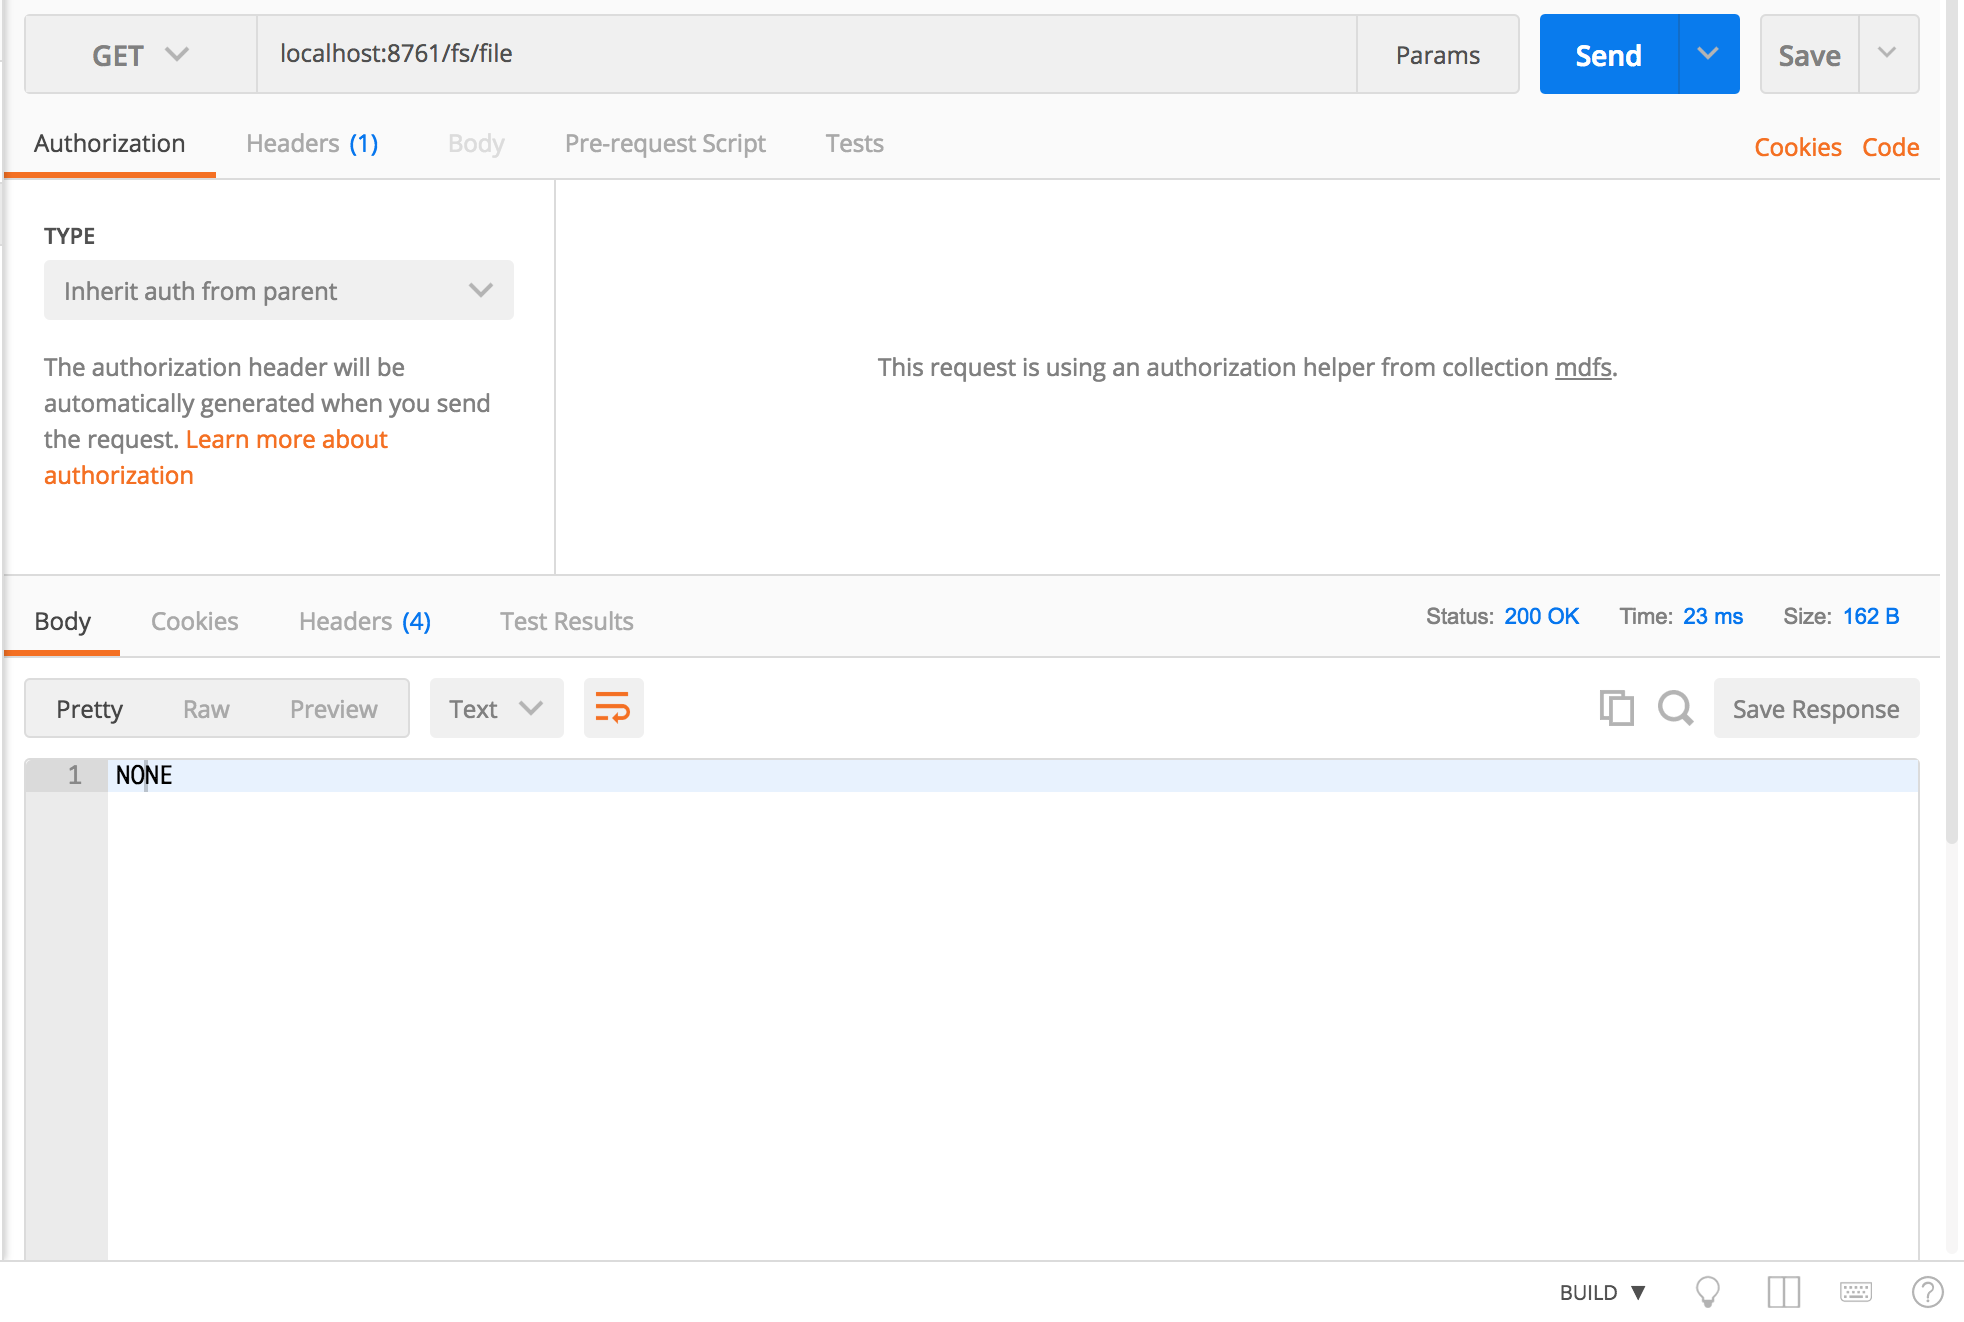 GET localhost:8761/fs/file Params Send Save
Authorization Headers (1) Body Pre-request Script Tests Cookies Code
TYPE
Inherit auth from parent
The authorization header will be
automatically generated when you send
the request. Learn more about
authorization
This request is using an authorization helper from collection mdfs.
Body Cookies Headers (4) Test Results Status: 200 OK Time: 23 ms Size: 162 B
Pretty Raw Preview Text Save Response
1 NONE
BUILD ▼